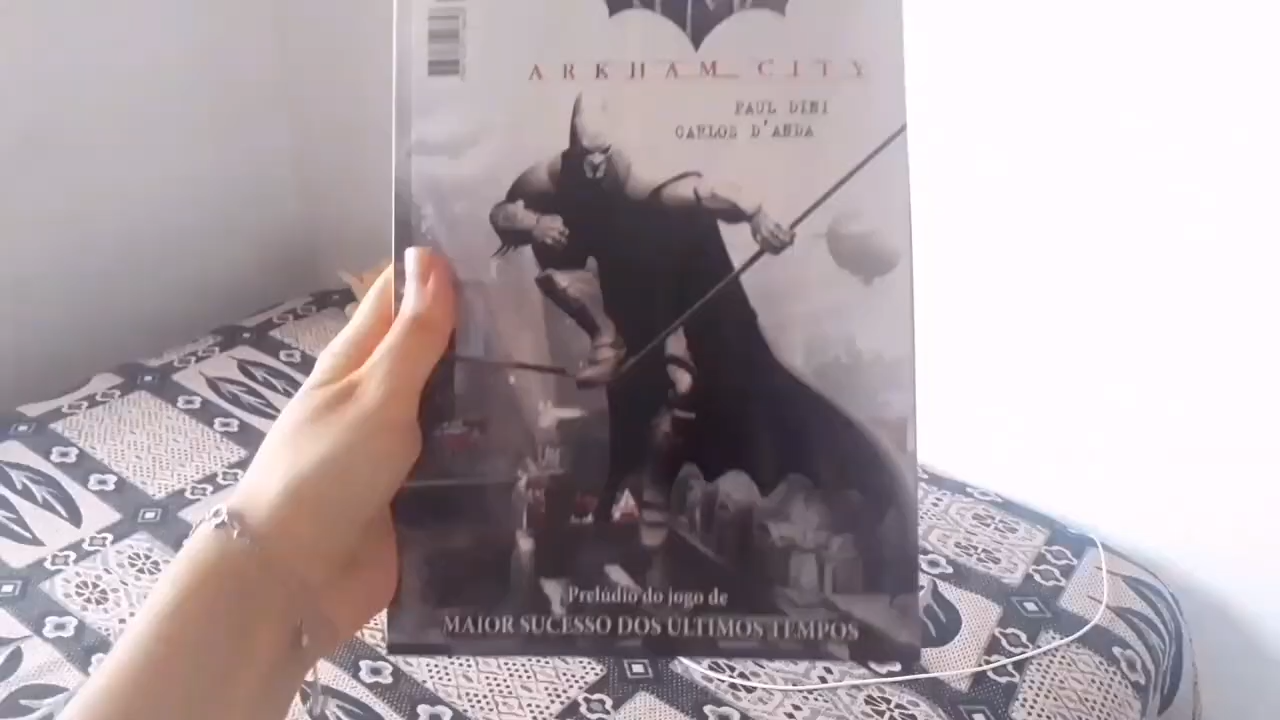 ARKHAM CITY
PAUL DINI
CARLOS D'ANDA
Prelúdio do jogo de
MAIOR SUCESSO DOS ÚLTIMOS TEMPOS